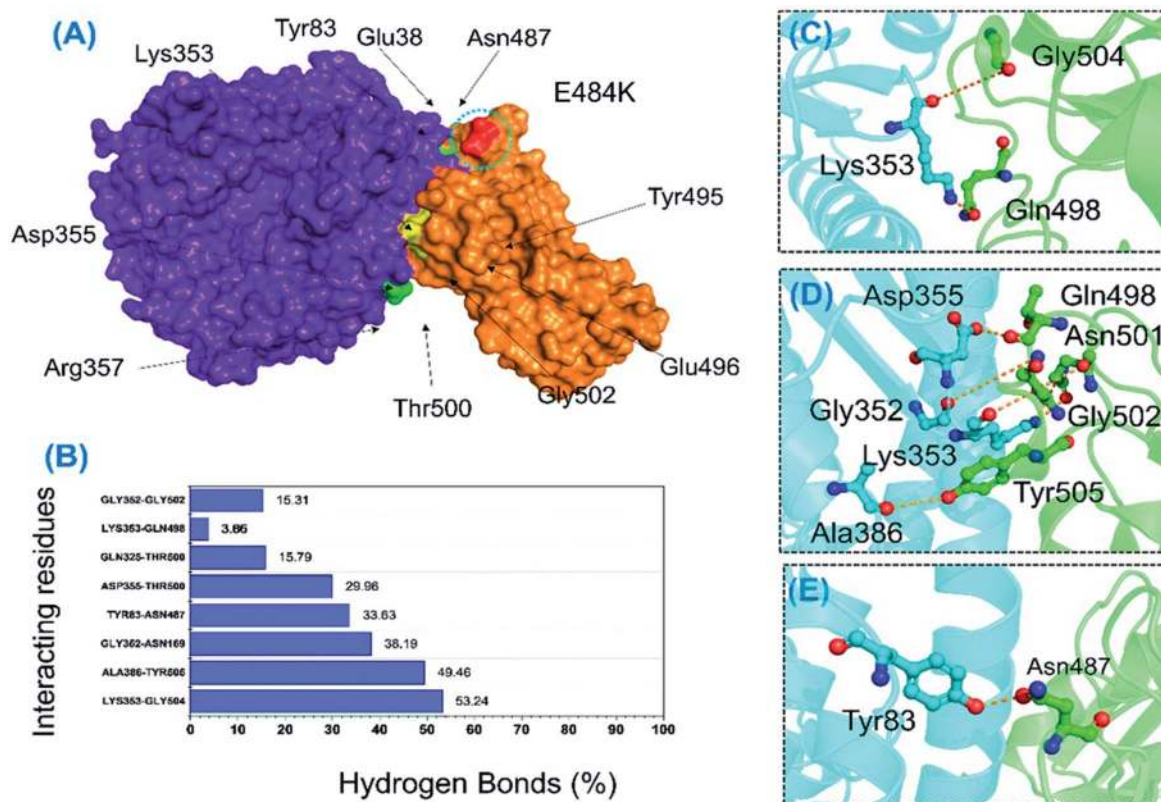 (A)
Tyr83
Glu38
Asn487
Lys353
E484K
Tyr495
Asp355
Arg357
Glu496
Gly502
Thr500
(B)
Interacting residues
GLY352-GLY502 15.31
LYS353-GLN498 3.86
GLN325-THR500 15.79
ASP355-THR500 29.96
TYR83-ASN487 33.63
GLY352-ASN169 38.19
ALA386-TYR505 49.46
LYS353-GLY504 53.24
0 10 20 30 40 50 60 70 80 90 100
Hydrogen Bonds (%)
(C)
Gly504
Lys353
Gln498
(D)
Asp355
Gln498
Asn501
Gly352
Gly502
Lys353
Tyr505
Ala386
(E)
Asn487
Tyr83